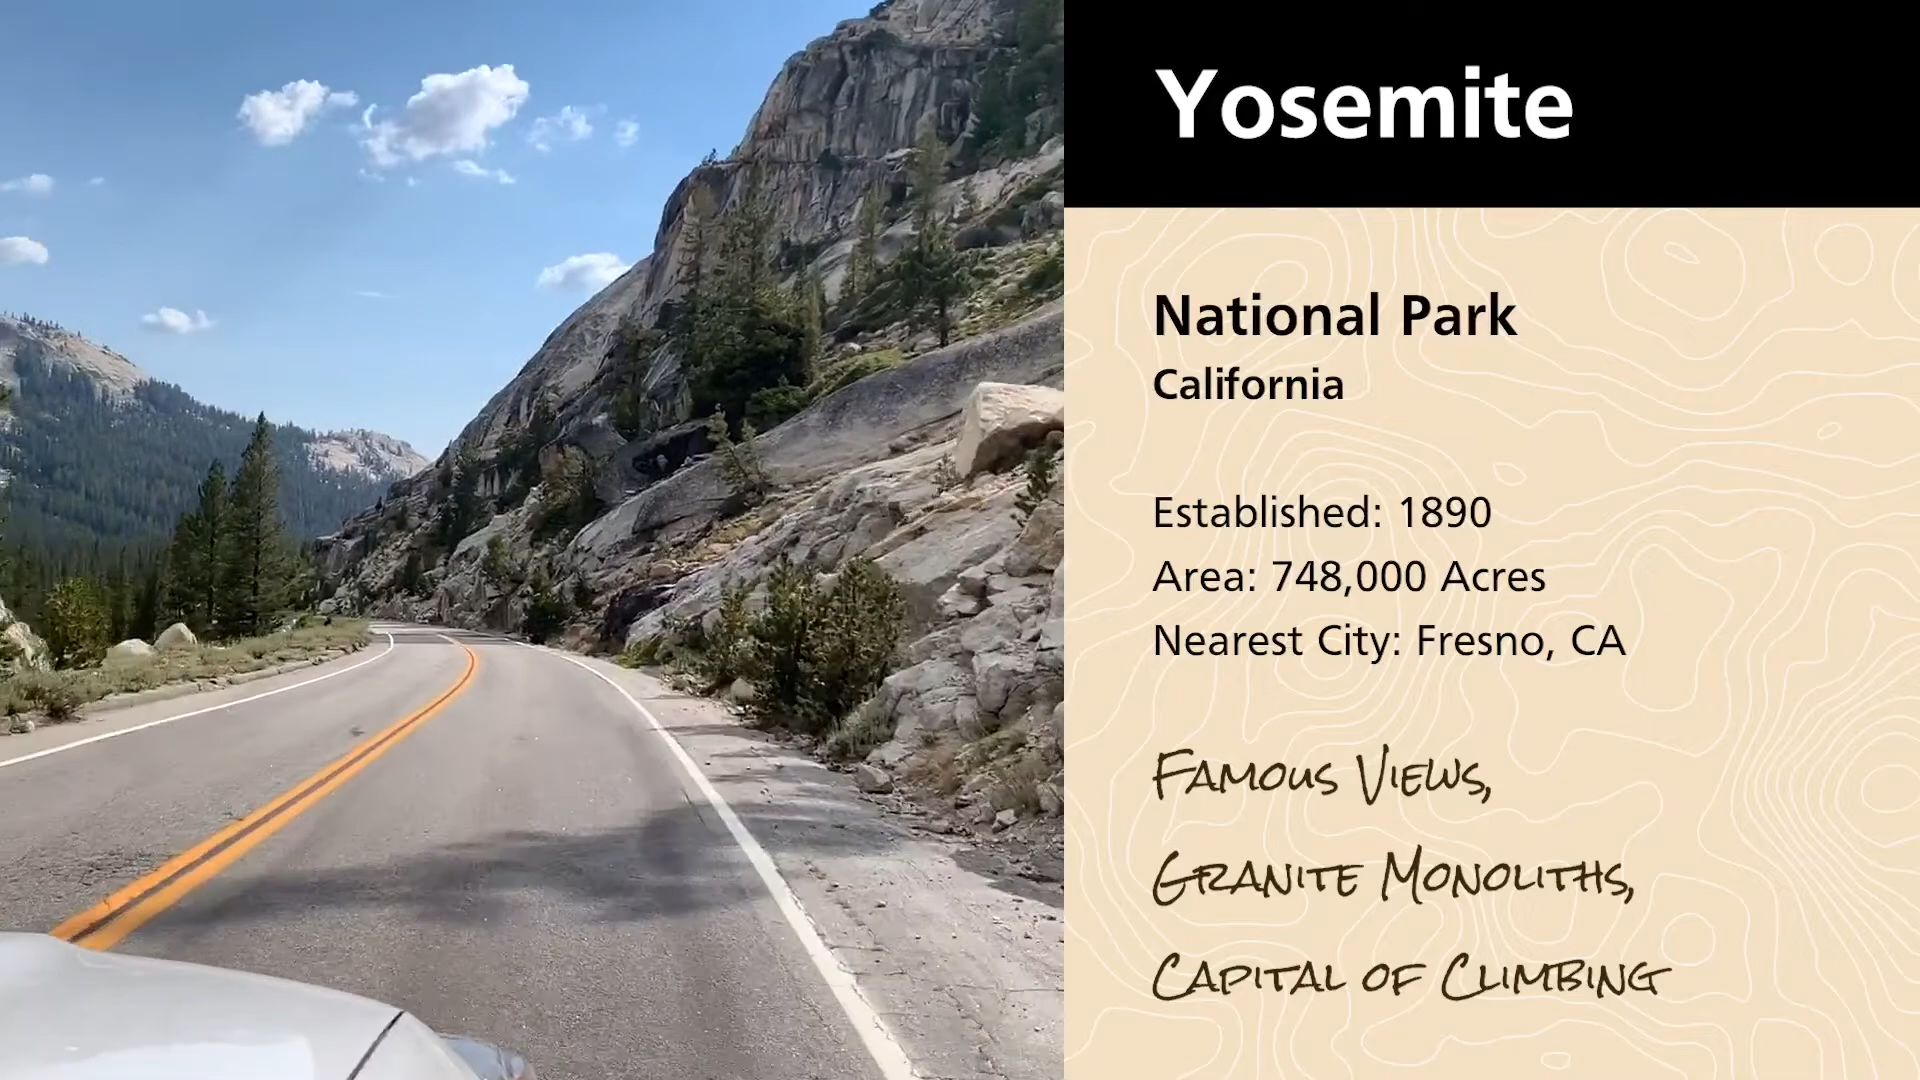 Yosemite
National Park
California
Established: 1890
Area: 748,000 Acres
Nearest City: Fresno, CA
Famous Views,
Granite Monoliths,
Capital of Climbing